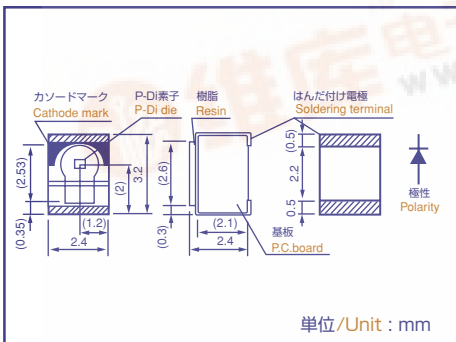 カソードマーク
Cathode mark
P-Di素子
P-Di die
樹脂
Resin
はんだ付け電極
Soldering terminal
(2.53)
(0.35)
(1.2)
2.4
(2)
3.2
(2.6)
(0.3)
(2.1)
2.4
基板
P.C.board
(0.5)
2.2
0.5
極性
Polarity
単位/Unit : mm